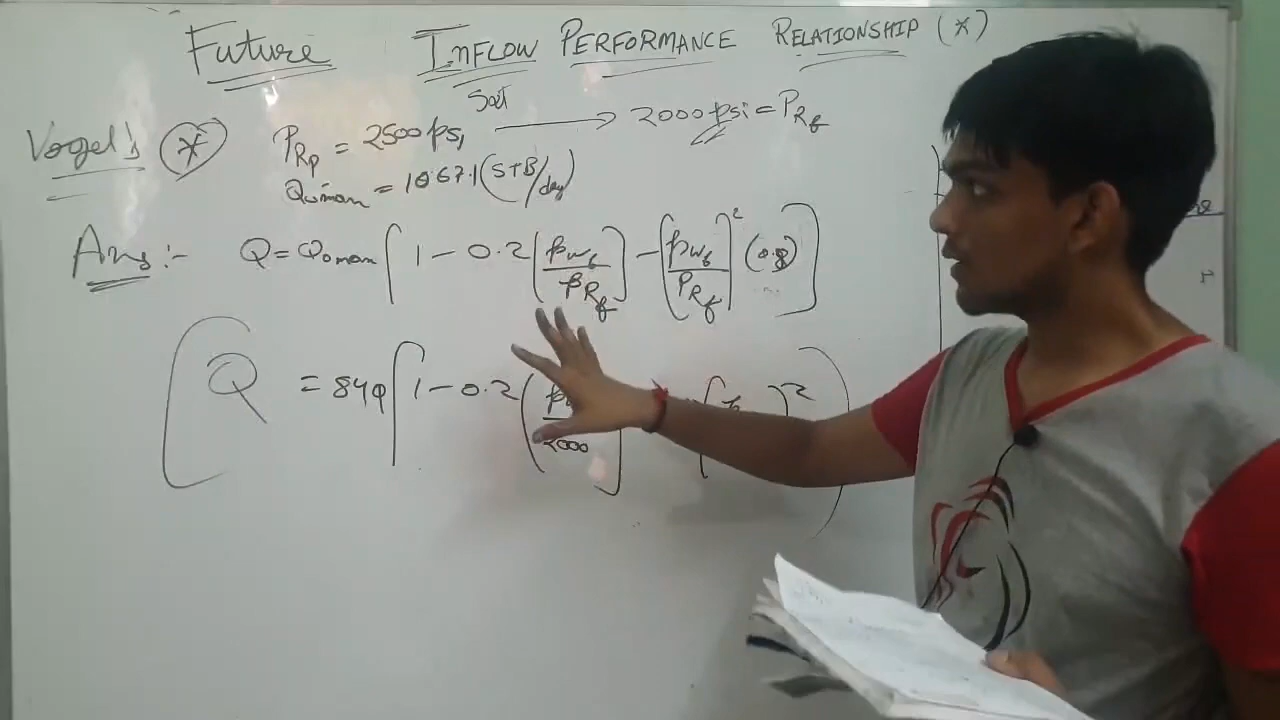 Future INFLOW PERFORMANCE RELATIONSHIP (*)
Vogel's * P_Rp = 2500 psi → 2000 psi = P_Rf
Qomax = 1067.1 (STB/day)
Ans:- Q = Qomax [1 - 0.2 (pwf/pRf) - [pwf/PRf]² (0.8)]
Q = 849 [1 - 0.2 ( /2000) ( )²]